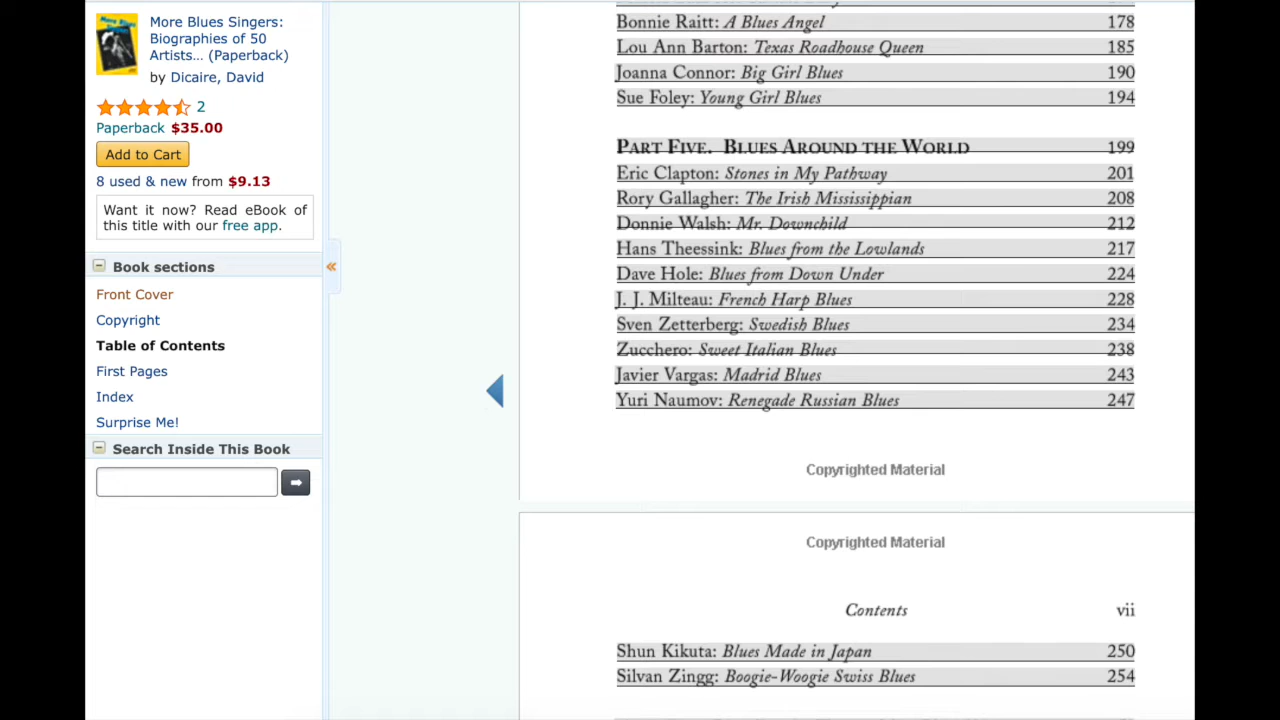 More Blues Singers:
Biographies of 50
Artists… (Paperback)
by Dicaire, David
2
Paperback $35.00
Add to Cart
8 used & new from $9.13
Want it now? Read eBook of
this title with our free app.
Book sections
Front Cover
Copyright
Table of Contents
First Pages
Index
Surprise Me!
Search Inside This Book
Bonnie Raitt: A Blues Angel 178
Lou Ann Barton: Texas Roadhouse Queen 185
Joanna Connor: Big Girl Blues 190
Sue Foley: Young Girl Blues 194
PART FIVE. BLUES AROUND THE WORLD 199
Eric Clapton: Stones in My Pathway 201
Rory Gallagher: The Irish Mississippian 208
Donnie Walsh: Mr. Downchild 212
Hans Theessink: Blues from the Lowlands 217
Dave Hole: Blues from Down Under 224
J. J. Milteau: French Harp Blues 228
Sven Zetterberg: Swedish Blues 234
Zucchero: Sweet Italian Blues 238
Javier Vargas: Madrid Blues 243
Yuri Naumov: Renegade Russian Blues 247
Copyrighted Material
Copyrighted Material
Contents vii
Shun Kikuta: Blues Made in Japan 250
Silvan Zingg: Boogie-Woogie Swiss Blues 254